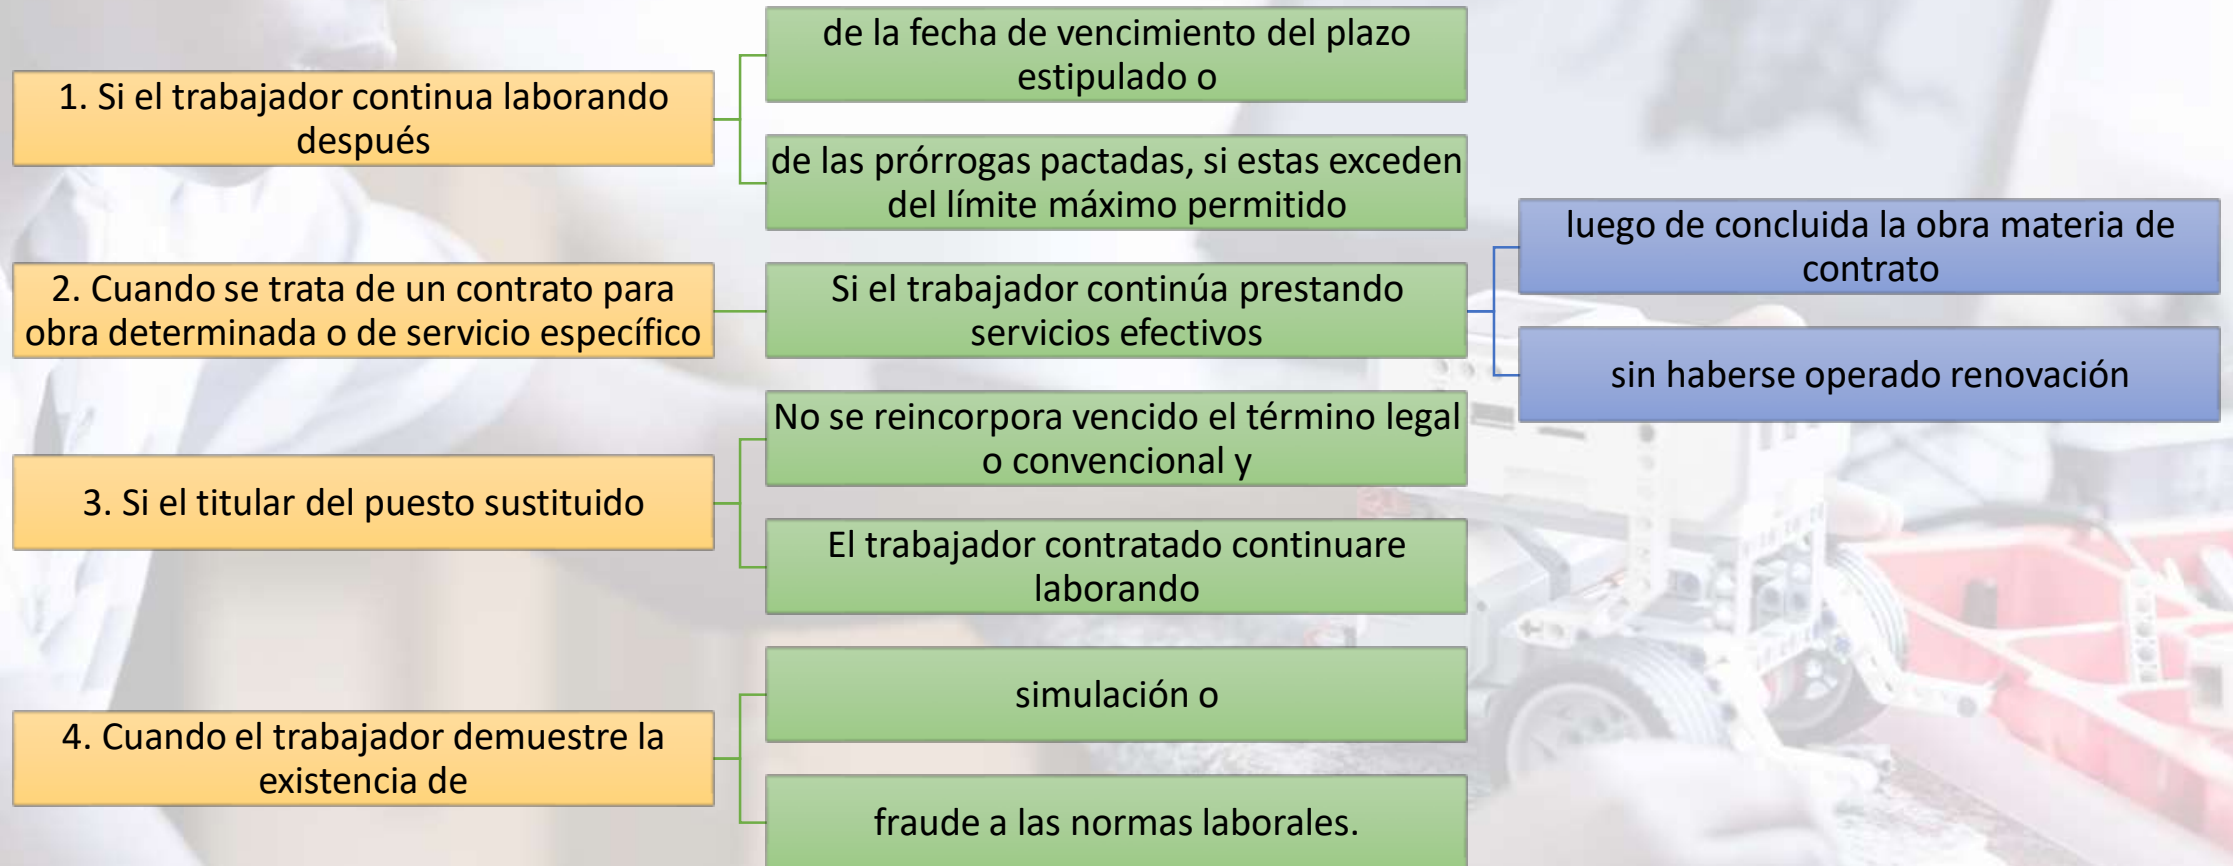 1. Si el trabajador continua laborando
después
de la fecha de vencimiento del plazo
estipulado o
de las prórrogas pactadas, si estas exceden
del límite máximo permitido
2. Cuando se trata de un contrato para
obra determinada o de servicio específico
Si el trabajador continúa prestando
servicios efectivos
luego de concluida la obra materia de
contrato
sin haberse operado renovación
3. Si el titular del puesto sustituido
No se reincorpora vencido el término legal
o convencional y
El trabajador contratado continuare
laborando
4. Cuando el trabajador demuestre la
existencia de
simulación o
fraude a las normas laborales.